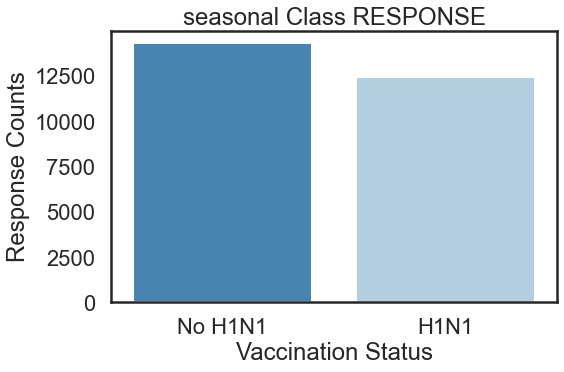 seasonal Class RESPONSE
Response Counts
12500
10000
7500
5000
2500
0
No H1N1
H1N1
Vaccination Status